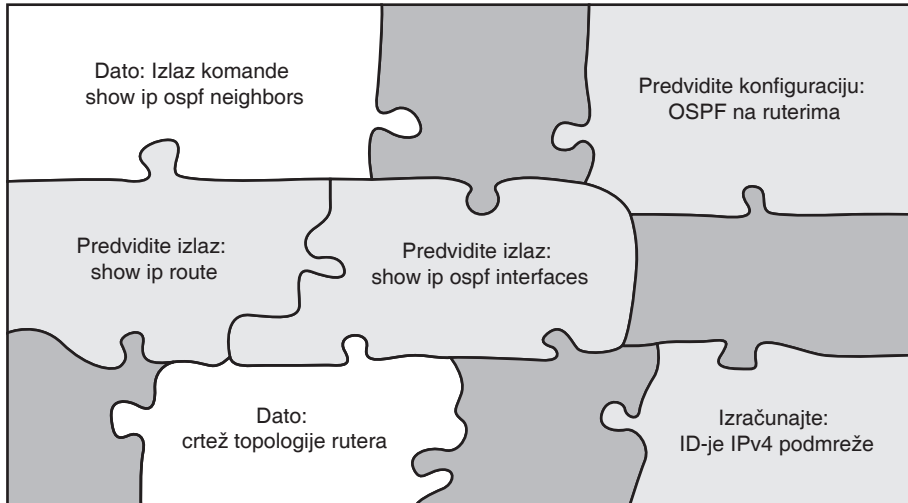 Dato: Izlaz komande
show ip ospf neighbors
Predvidite konfiguraciju:
OSPF na ruterima
Predvidite izlaz:
show ip route
Predvidite izlaz:
show ip ospf interfaces
Dato:
crtež topologije rutera
Izračunajte:
ID-je IPv4 podmreže